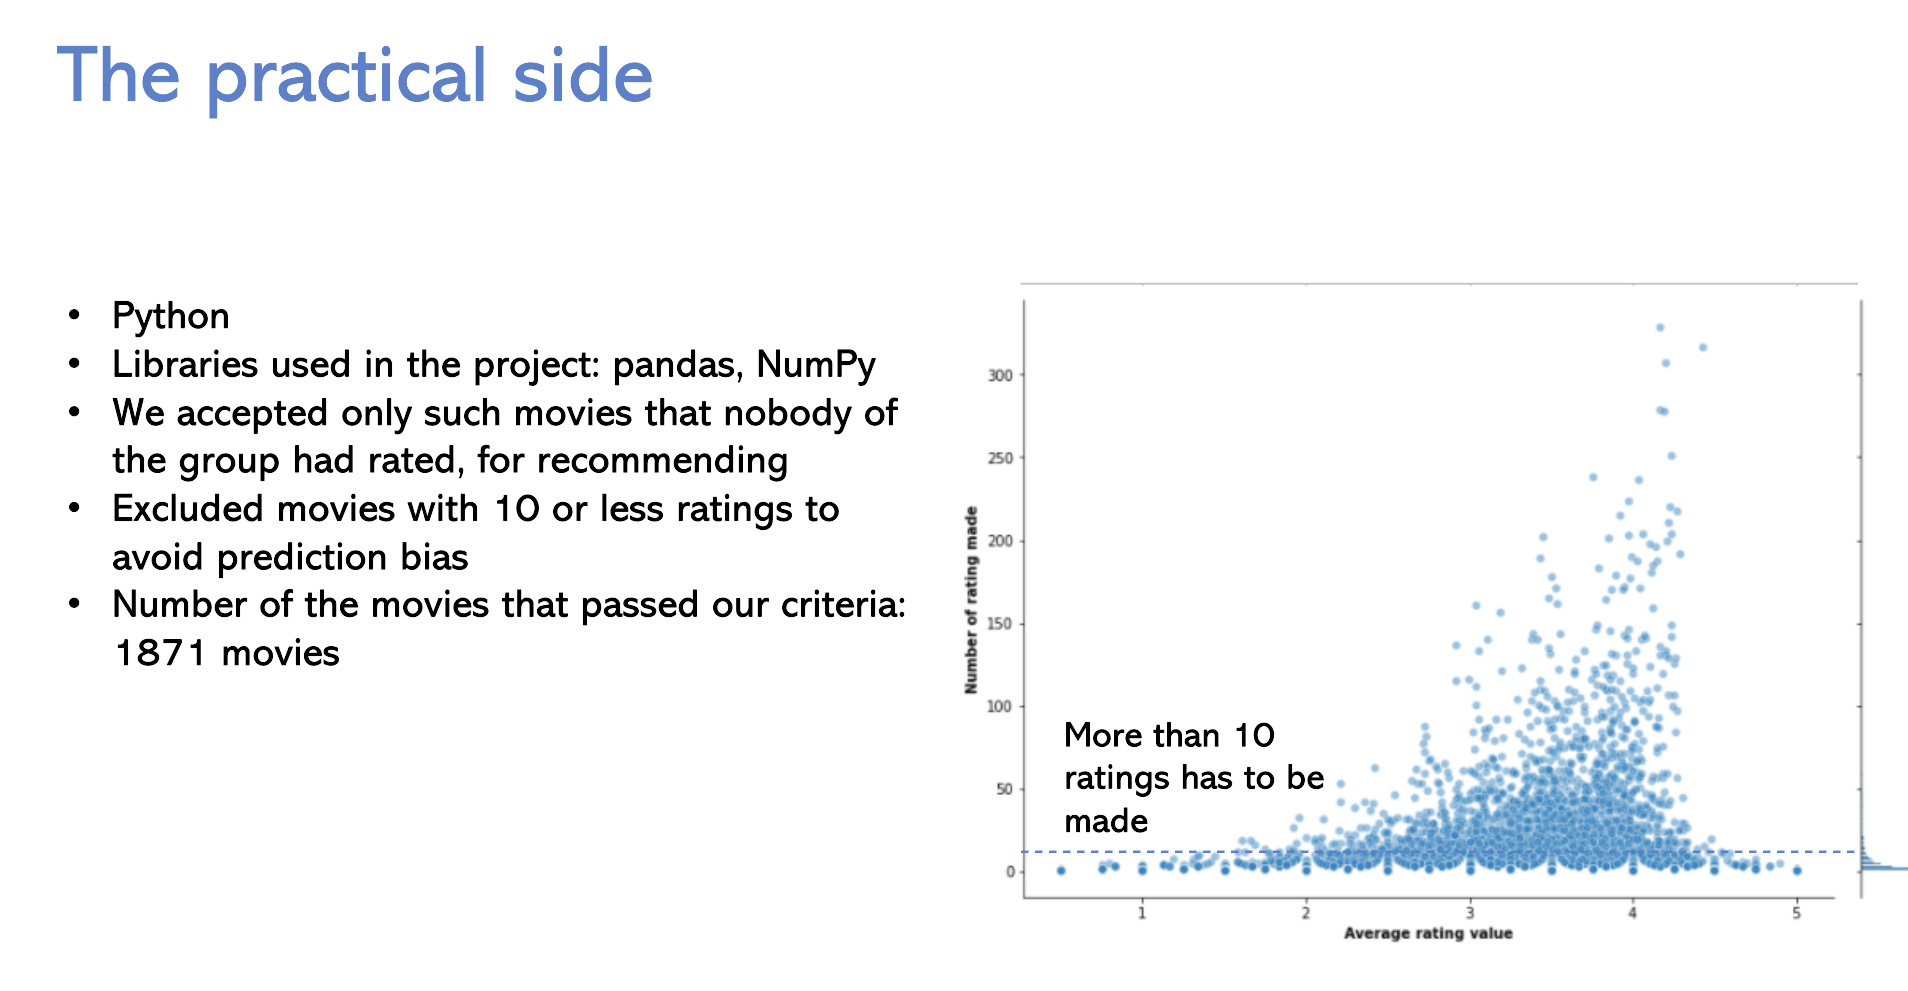 The practical side
• Python
• Libraries used in the project: pandas, NumPy
• We accepted only such movies that nobody of
the group had rated, for recommending
• Excluded movies with 10 or less ratings to
avoid prediction bias
• Number of the movies that passed our criteria:
1871 movies
Number of rating made
300
250
200
150
100
50
0
More than 10
ratings has to be
made
1 2 3 4 5
Average rating value